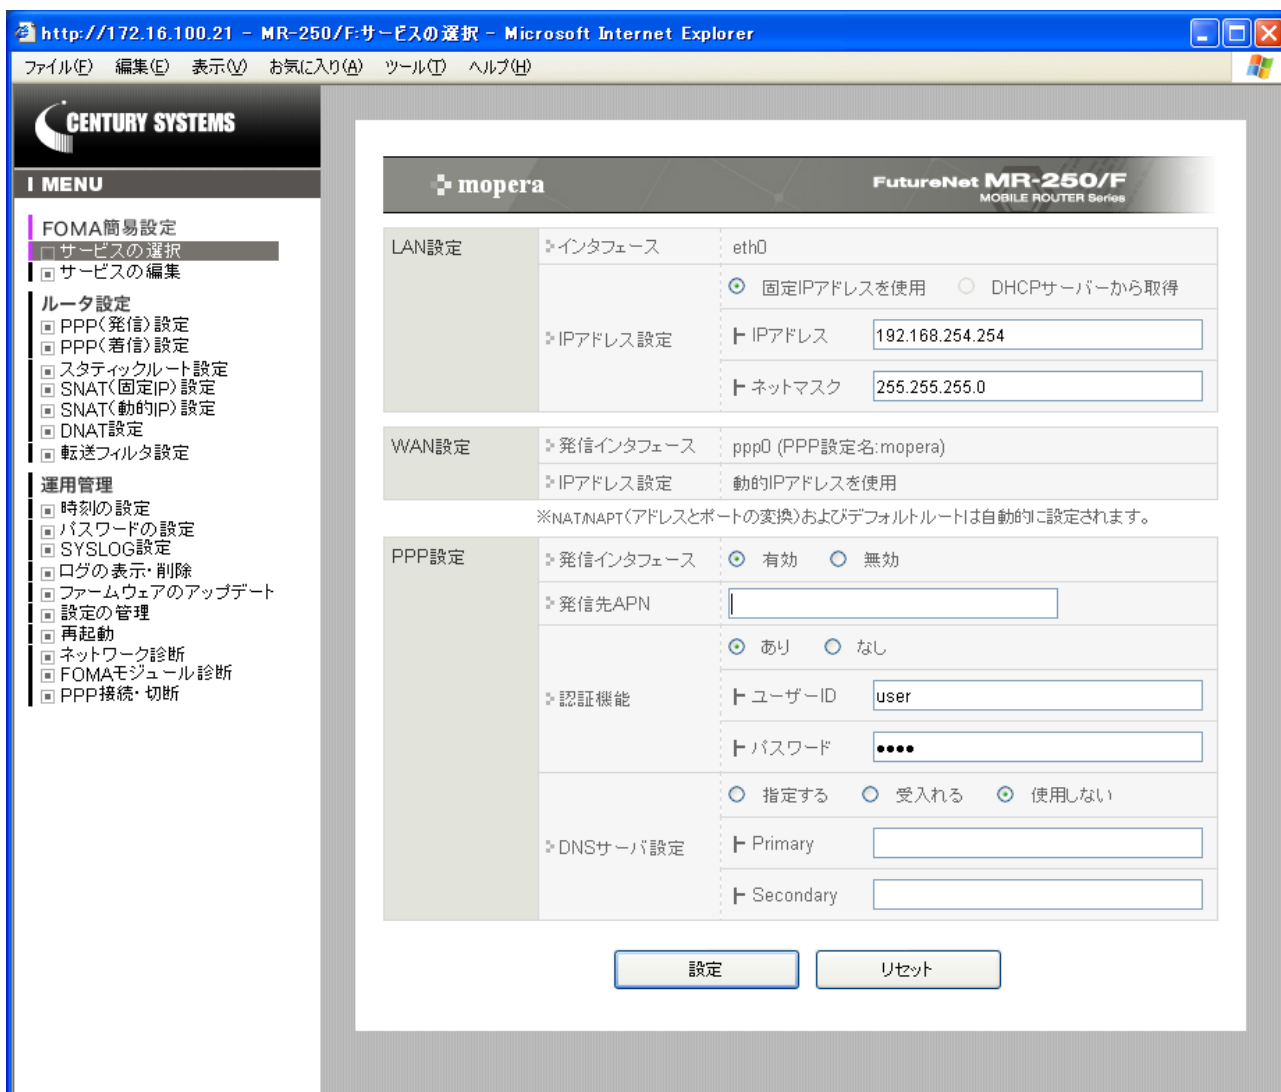 http://172.16.100.21 - MR-250/F:サービスの選択 - Microsoft Internet Explorer
ファイル(F) 編集(E) 表示(V) お気に入り(A) ツール(T) ヘルプ(H)
CENTURY SYSTEMS
MENU
FOMA簡易設定
サービスの選択
サービスの編集
ルータ設定
PPP(発信)設定
PPP(着信)設定
スタティックルート設定
SNAT(固定IP)設定
SNAT(動的IP)設定
DNAT設定
転送フィルタ設定
運用管理
時刻の設定
パスワードの設定
SYSLOG設定
ログの表示・削除
ファームウェアのアップデート
設定の管理
再起動
ネットワーク診断
FOMAモジュール診断
PPP接続・切断
mopera
FutureNet MR-250/F
MOBILE ROUTER Series
LAN設定 インタフェース eth0
固定IPアドレスを使用 DHCPサーバーから取得
IPアドレス設定
IPアドレス 192.168.254.254
ネットマスク 255.255.255.0
WAN設定 発信インタフェース ppp0 (PPP設定名:mopera)
IPアドレス設定 動的IPアドレスを使用
※NAT/NAPT(アドレスとポートの変換)およびデフォルトルートは自動的に設定されます。
PPP設定 発信インタフェース 有効 無効
発信先APN
あり なし
認証機能
ユーザーID user
パスワード ●●●●
指定する 受入れる 使用しない
DNSサーバ設定
Primary
Secondary
設定 リセット